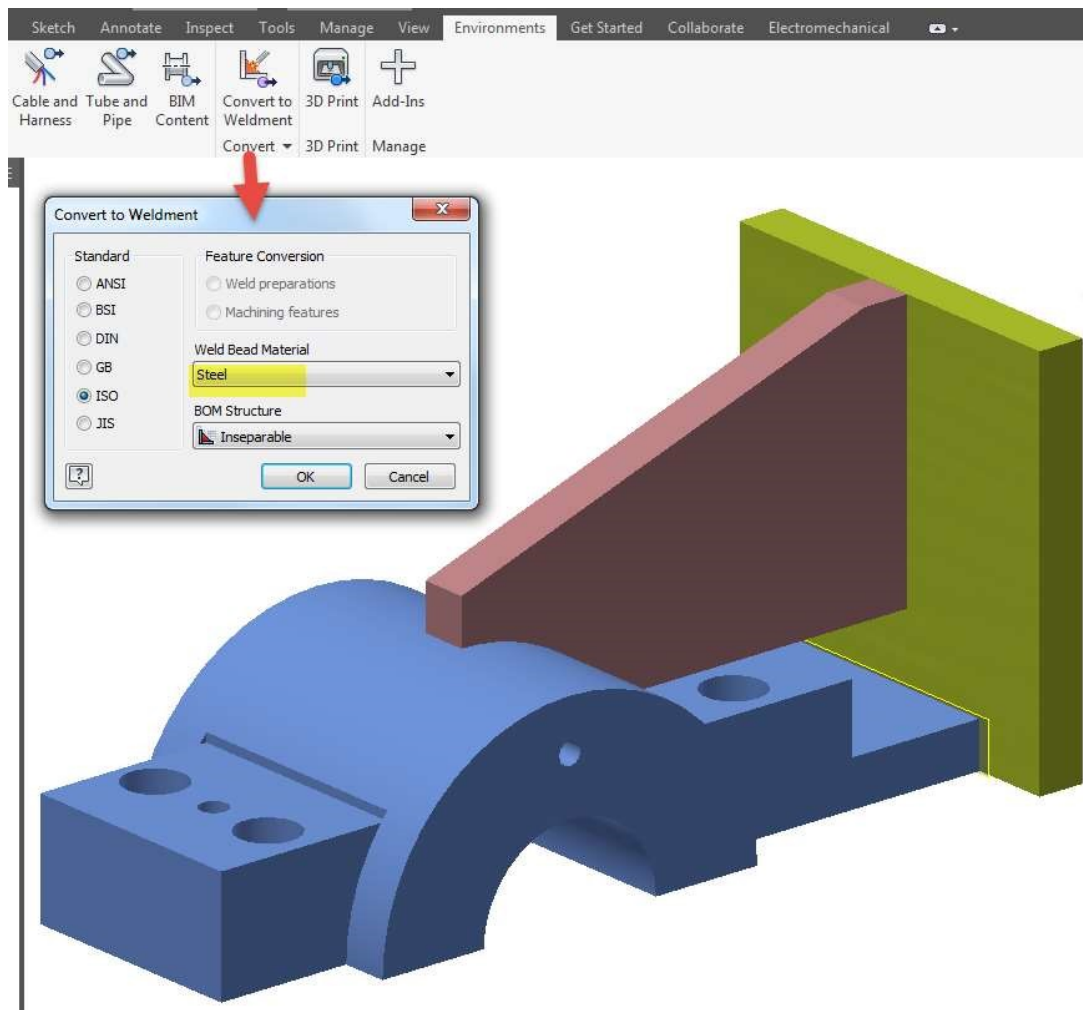 Sketch Annotate Inspect Tools Manage View Environments Get Started Collaborate Electromechanical
Cable and Harness
Tube and Pipe
BIM Content
Convert to Weldment
3D Print
Add-Ins
Convert
3D Print
Manage
Convert to Weldment
Standard
ANSI
BSI
DIN
GB
ISO
JIS
Feature Conversion
Weld preparations
Machining features
Weld Bead Material
Steel
BOM Structure
Inseparable
?
OK
Cancel